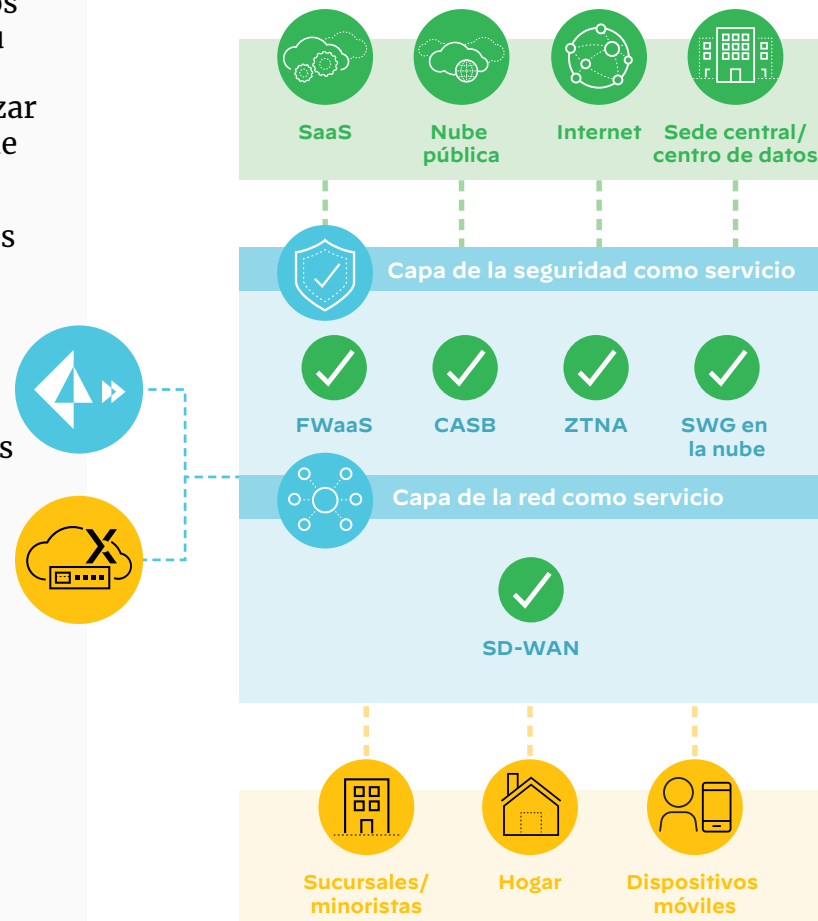 SaaS
Nube
pública
Internet
Sede central/
centro de datos
Capa de la seguridad como servicio
FWaaS
CASB
ZTNA
SWG en
la nube
Capa de la red como servicio
SD-WAN
Sucursales/
minoristas
Hogar
Dispositivos
móviles